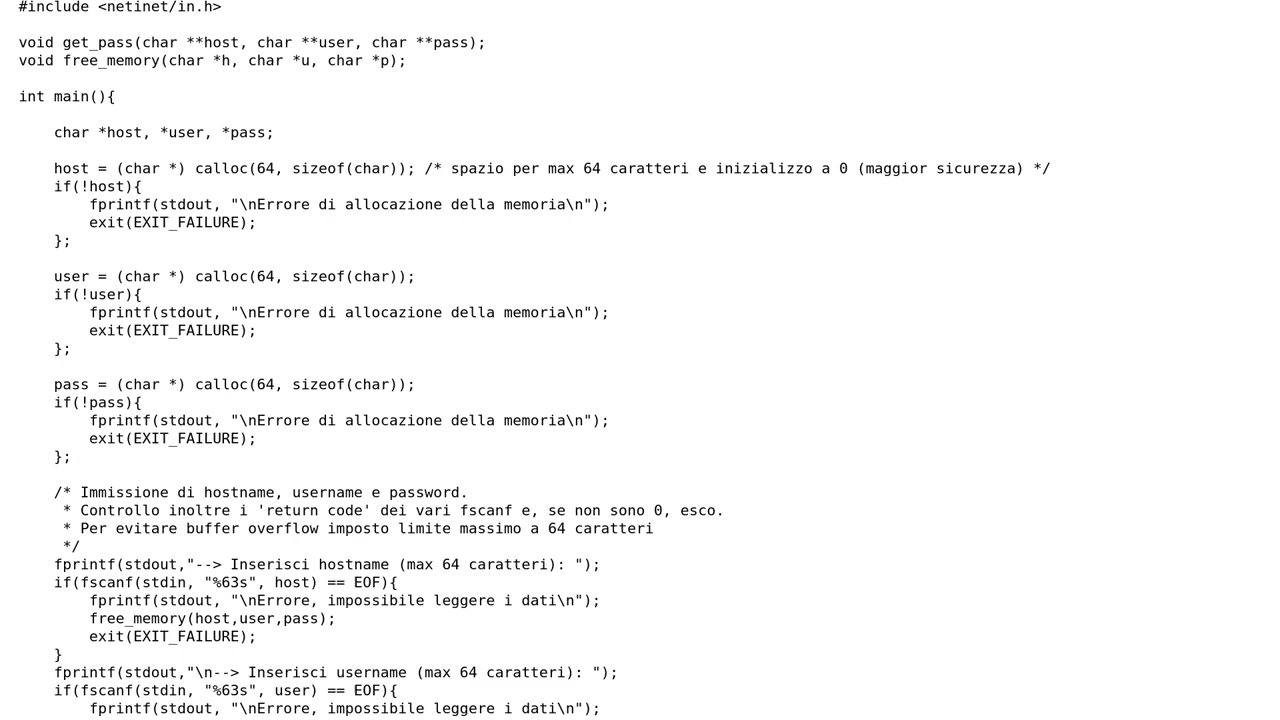 #include <netinet/in.h>
void get_pass(char **host, char **user, char **pass);
void free_memory(char *h, char *u, char *p);
int main(){
    char *host, *user, *pass;
    host = (char *) calloc(64, sizeof(char)); /* spazio per max 64 caratteri e inizializzo a 0 (maggior sicurezza) */
    if(!host){
        fprintf(stdout, "\nErrore di allocazione della memoria\n");
        exit(EXIT_FAILURE);
    };
    user = (char *) calloc(64, sizeof(char));
    if(!user){
        fprintf(stdout, "\nErrore di allocazione della memoria\n");
        exit(EXIT_FAILURE);
    };
    pass = (char *) calloc(64, sizeof(char));
    if(!pass){
        fprintf(stdout, "\nErrore di allocazione della memoria\n");
        exit(EXIT_FAILURE);
    };
    /* Immissione di hostname, username e password.
     * Controllo inoltre i 'return code' dei vari fscanf e, se non sono 0, esco.
     * Per evitare buffer overflow imposto limite massimo a 64 caratteri
     */
    fprintf(stdout,"--> Inserisci hostname (max 64 caratteri): ");
    if(fscanf(stdin, "%63s", host) == EOF){
        fprintf(stdout, "\nErrore, impossibile leggere i dati\n");
        free_memory(host,user,pass);
        exit(EXIT_FAILURE);
    }
    fprintf(stdout,"\n--> Inserisci username (max 64 caratteri): ");
    if(fscanf(stdin, "%63s", user) == EOF){
        fprintf(stdout, "\nErrore, impossibile leggere i dati\n");